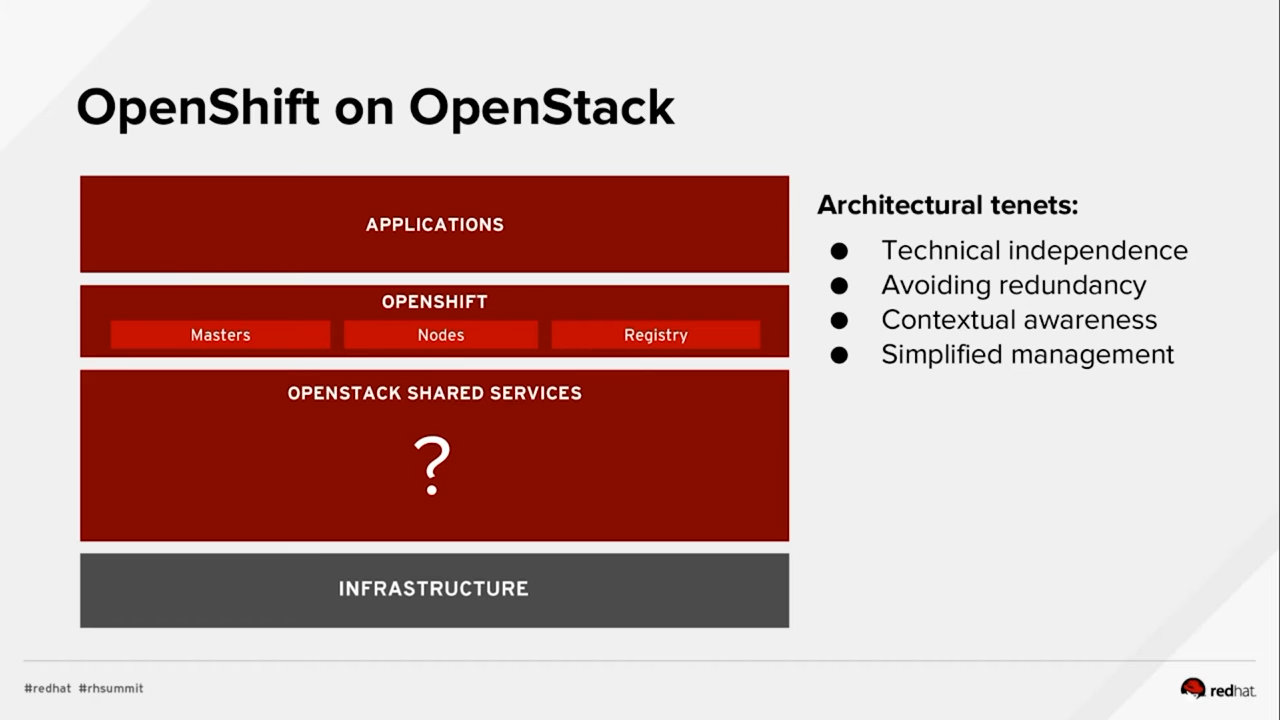 OpenShift on OpenStack
APPLICATIONS
OPENSHIFT
Masters Nodes Registry
OPENSTACK SHARED SERVICES
?
INFRASTRUCTURE
Architectural tenets:
● Technical independence
● Avoiding redundancy
● Contextual awareness
● Simplified management
#redhat #rhsummit
redhat.